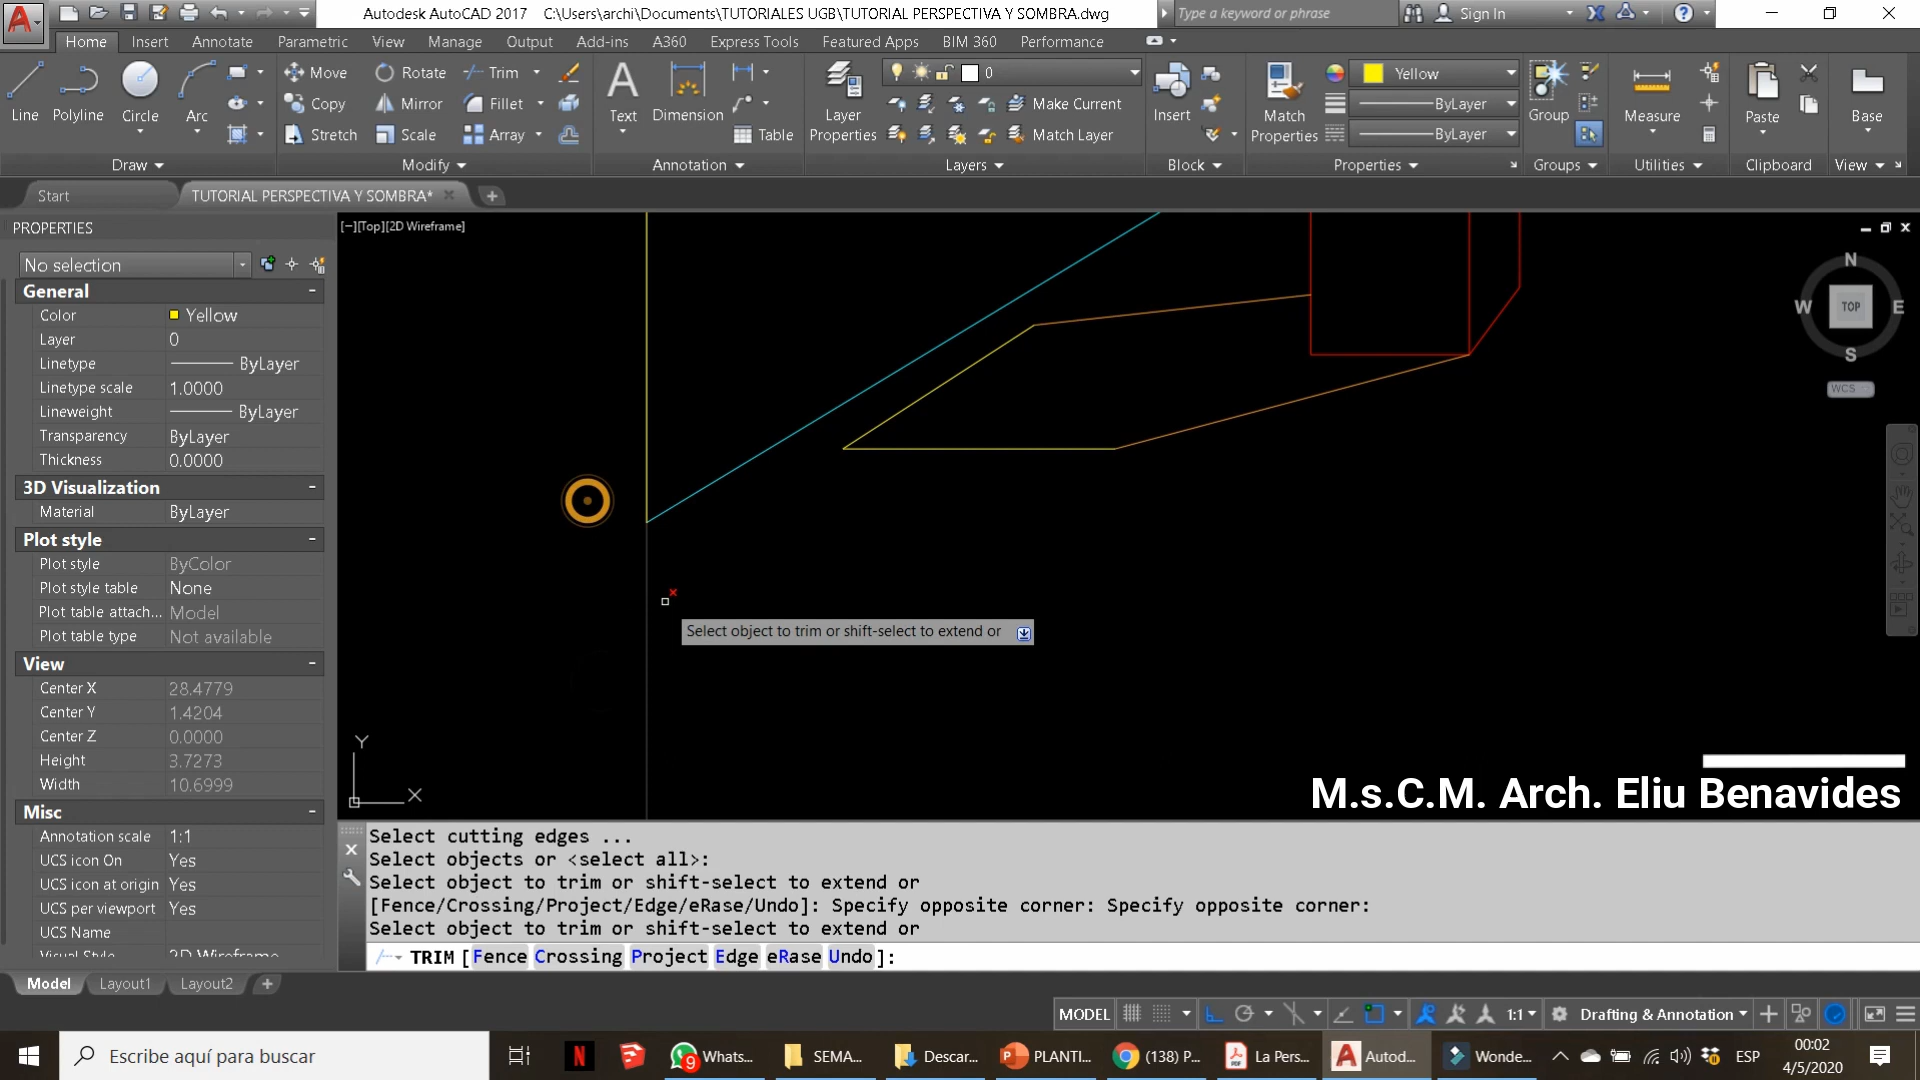 Autodesk AutoCAD 2017 C:\Users\archi\Documents\TUTORIALES UGB\TUTORIAL PERSPECTIVA Y SOMBRA.dwg Type a keyword or phrase Sign In
Home Insert Annotate Parametric View Manage Output Add-ins A360 Express Tools Featured Apps BIM 360 Performance
Line Polyline Circle Arc
Move Rotate Trim
Copy Mirror Fillet
Stretch Scale Array
Text Dimension Table
Layer Properties
0
Make Current
Match Layer
Insert
Match Properties
Yellow
ByLayer
ByLayer
Group Measure Paste Base
Draw Modify Annotation Layers Block Properties Groups Utilities Clipboard View
Start TUTORIAL PERSPECTIVA Y SOMBRA*
PROPERTIES
No selection
General
Color Yellow
Layer 0
Linetype ByLayer
Linetype scale 1.0000
Lineweight ByLayer
Transparency ByLayer
Thickness 0.0000
3D Visualization
Material ByLayer
Plot style
Plot style ByColor
Plot style table None
Plot table attach... Model
Plot table type Not available
View
Center X 28.4779
Center Y 1.4204
Center Z 0.0000
Height 3.7273
Width 10.6999
Misc
Annotation scale 1:1
UCS icon On Yes
UCS icon at origin Yes
UCS per viewport Yes
UCS Name
Visual Style 2D Wireframe
[−][Top][2D Wireframe]
N
W TOP E
S
WCS
Select object to trim or shift-select to extend or
Y
X
M.s.C.M. Arch. Eliu Benavides
Select cutting edges ...
Select objects or <select all>:
Select object to trim or shift-select to extend or
[Fence/Crossing/Project/Edge/eRase/Undo]: Specify opposite corner: Specify opposite corner:
Select object to trim or shift-select to extend or
TRIM [Fence Crossing Project Edge eRase Undo]:
Model Layout1 Layout2
MODEL 1:1 Drafting & Annotation
Escribe aquí para buscar
N 9 Whats... SEMA... Descar... PLANTI... (138) P... La Pers... Autod... Wonde... ESP
00:02
4/5/2020